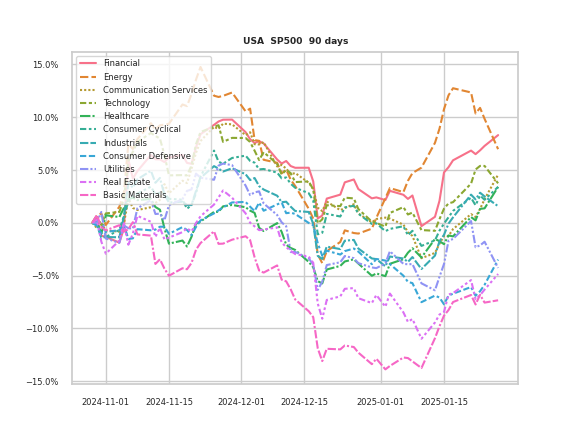 USA SP500 90 days
15.0%
10.0%
5.0%
0.0%
−5.0%
−10.0%
−15.0%
Financial
Energy
Communication Services
Technology
Healthcare
Consumer Cyclical
Industrials
Consumer Defensive
Utilities
Real Estate
Basic Materials
2024-11-01
2024-11-15
2024-12-01
2024-12-15
2025-01-01
2025-01-15